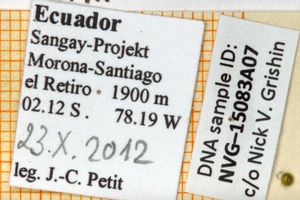 Ecuador
Sangay-Projekt
Morona-Santiago
el Retiro · 1900 m
02.12 S. 78.19 W
23.X.2012
leg. J.-C. Petit
DNA sample ID:
NVG-15083A07
c/o Nick V. Grishin